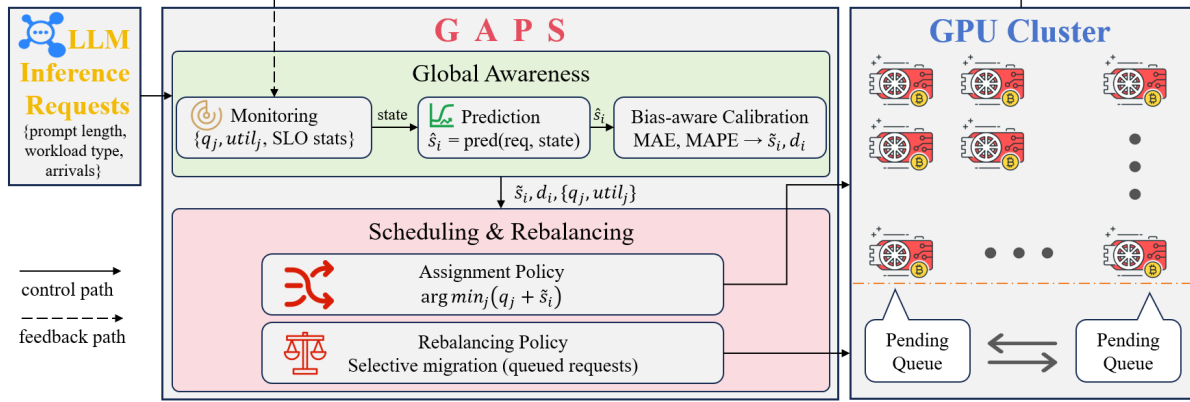 LLM
Inference
Requests
{prompt length,
workload type,
arrivals}
control path
feedback path
G A P S
Global Awareness
Monitoring
{q_j, util_j, SLO stats}
state
Prediction
ŝ_i = pred(req, state)
ŝ_i
Bias-aware Calibration
MAE, MAPE → s̃_i, d_i
s̃_i, d_i, {q_j, util_j}
Scheduling & Rebalancing
Assignment Policy
arg min_j(q_j + s̃_i)
Rebalancing Policy
Selective migration (queued requests)
GPU Cluster
Pending
Queue
Pending
Queue